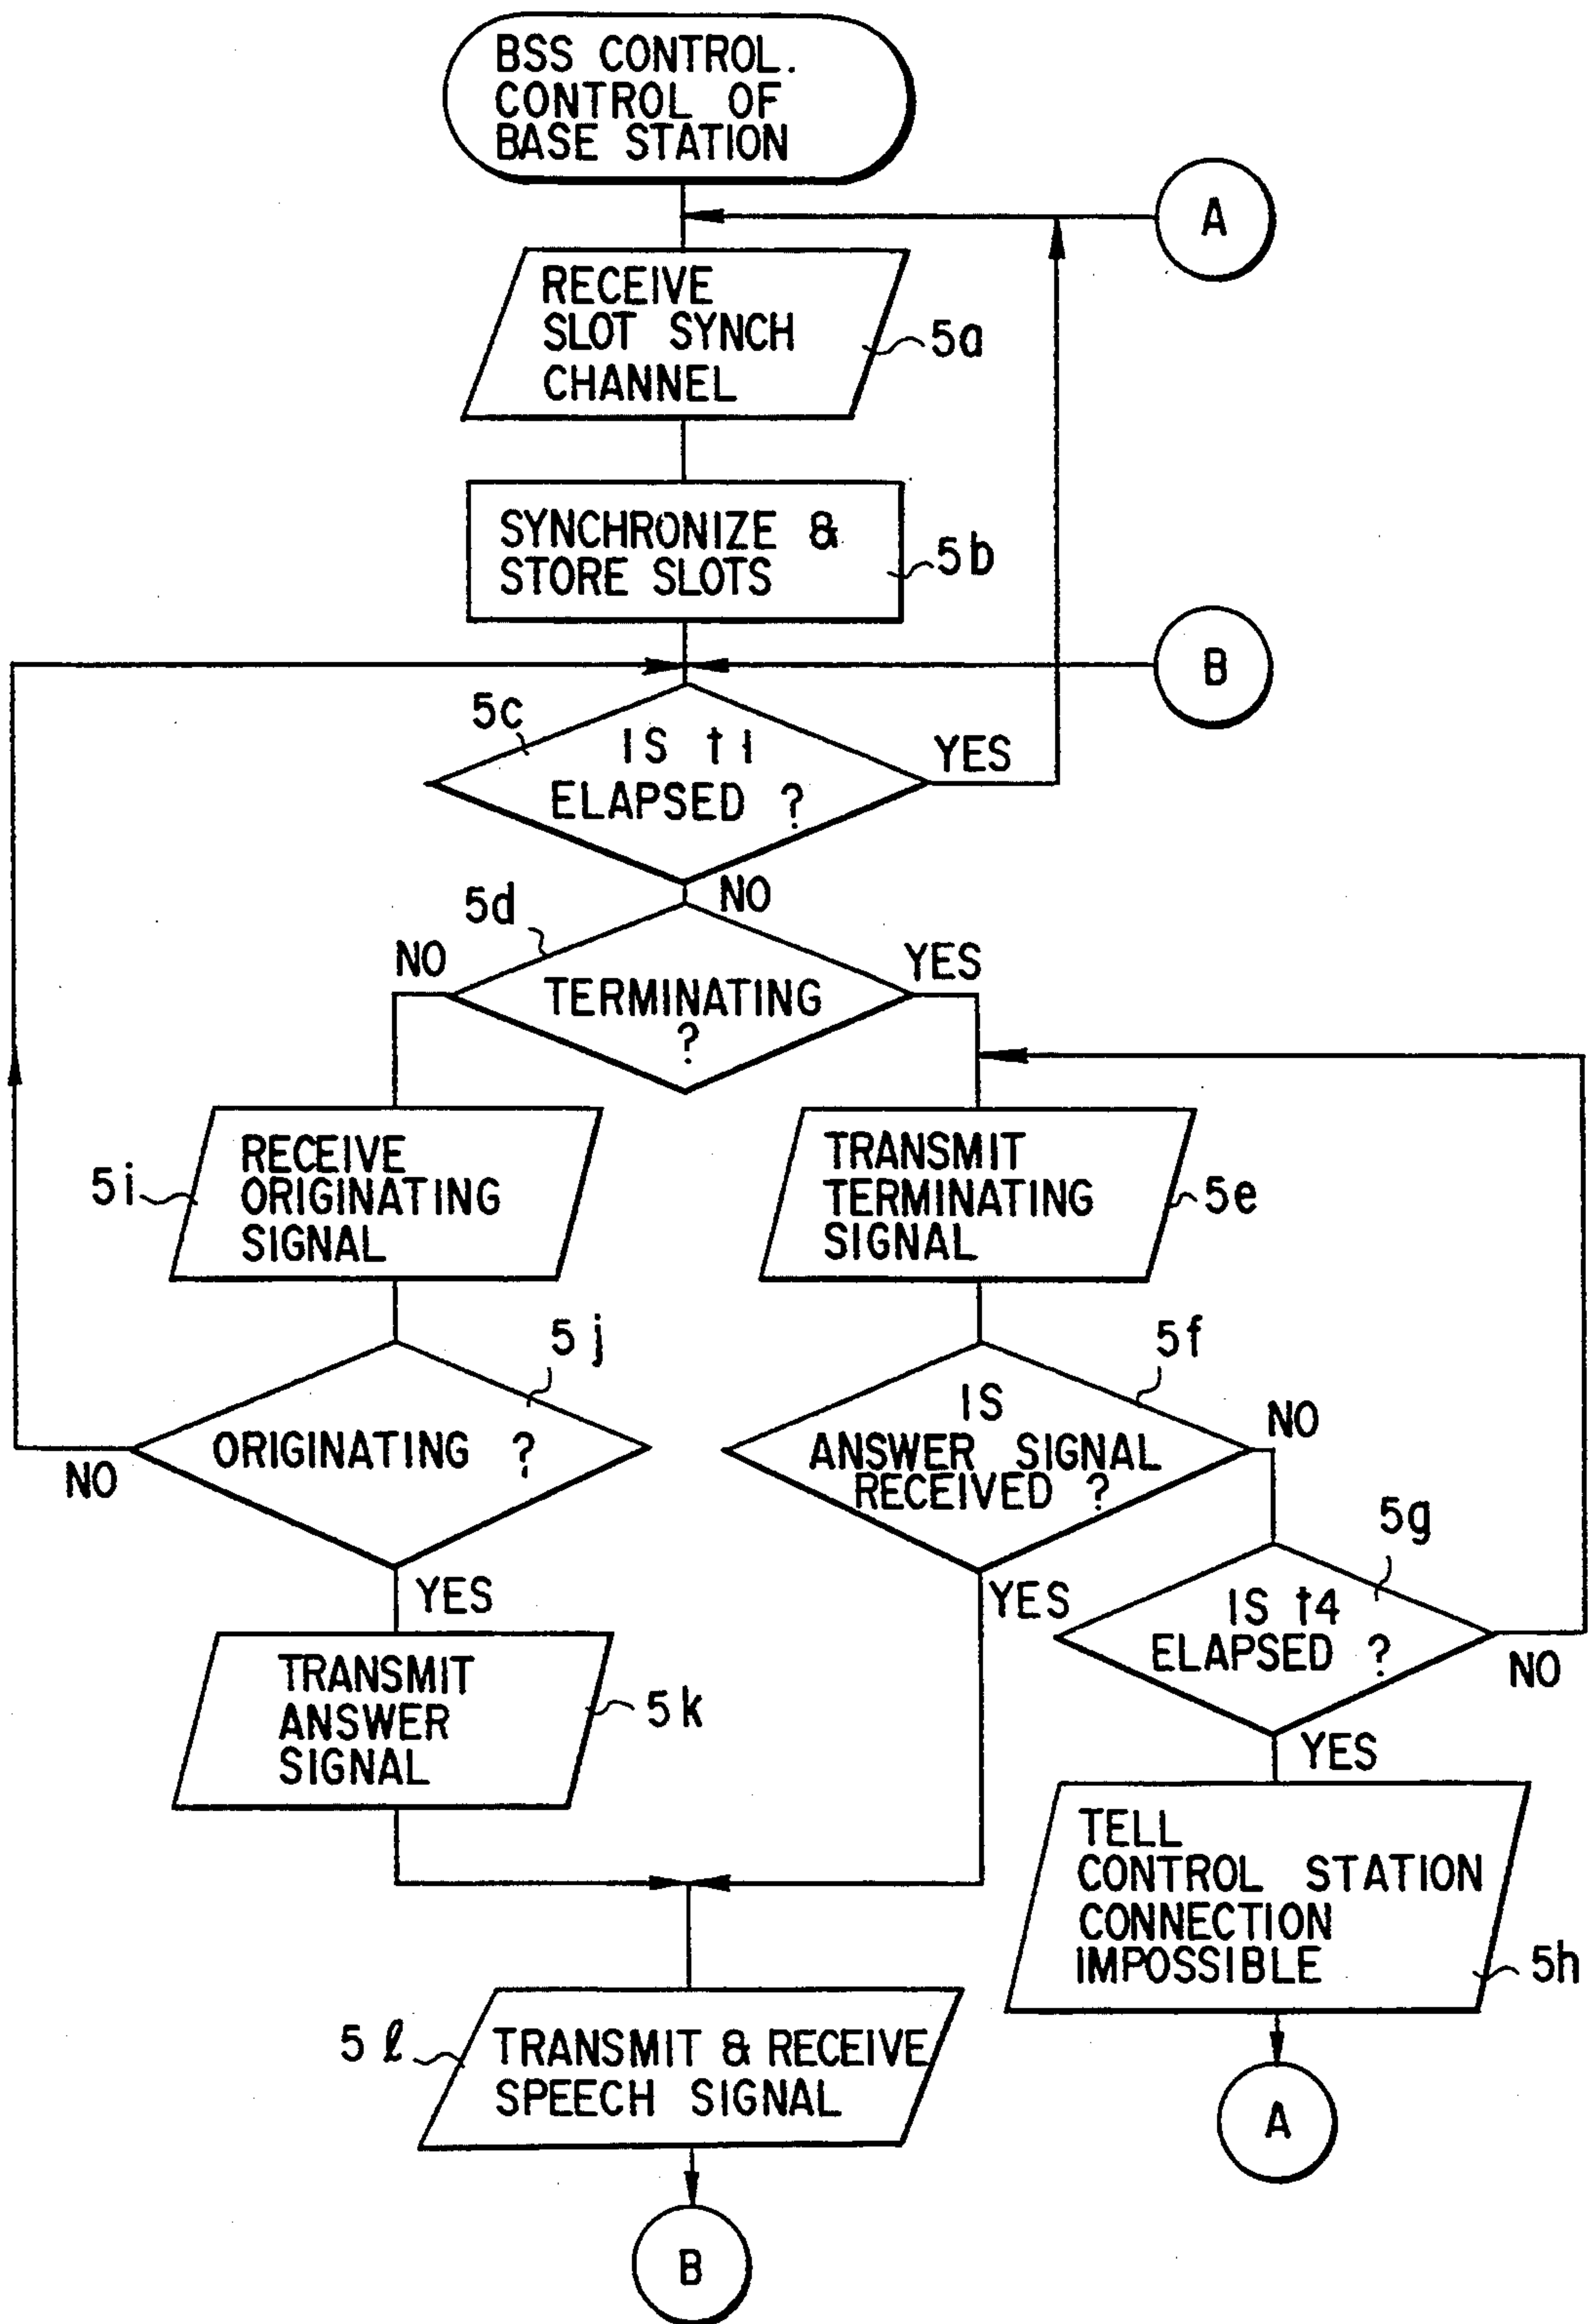 BSS CONTROL.
CONTROL OF
BASE STATION
A
RECEIVE
SLOT SYNCH
CHANNEL
5a
SYNCHRONIZE &
STORE SLOTS
5b
B
5c
IS t1
ELAPSED ?
YES
NO
5d
NO
YES
TERMINATING
?
5i
RECEIVE
ORIGINATING
SIGNAL
TRANSMIT
TERMINATING
SIGNAL
5e
5j
ORIGINATING ?
NO
YES
5f
IS
ANSWER SIGNAL
RECEIVED ?
NO
YES
5g
IS t4
ELAPSED ?
NO
YES
TRANSMIT
ANSWER
SIGNAL
5k
TELL
CONTROL STATION
CONNECTION
IMPOSSIBLE
5h
A
5ℓ
TRANSMIT & RECEIVE
SPEECH SIGNAL
B